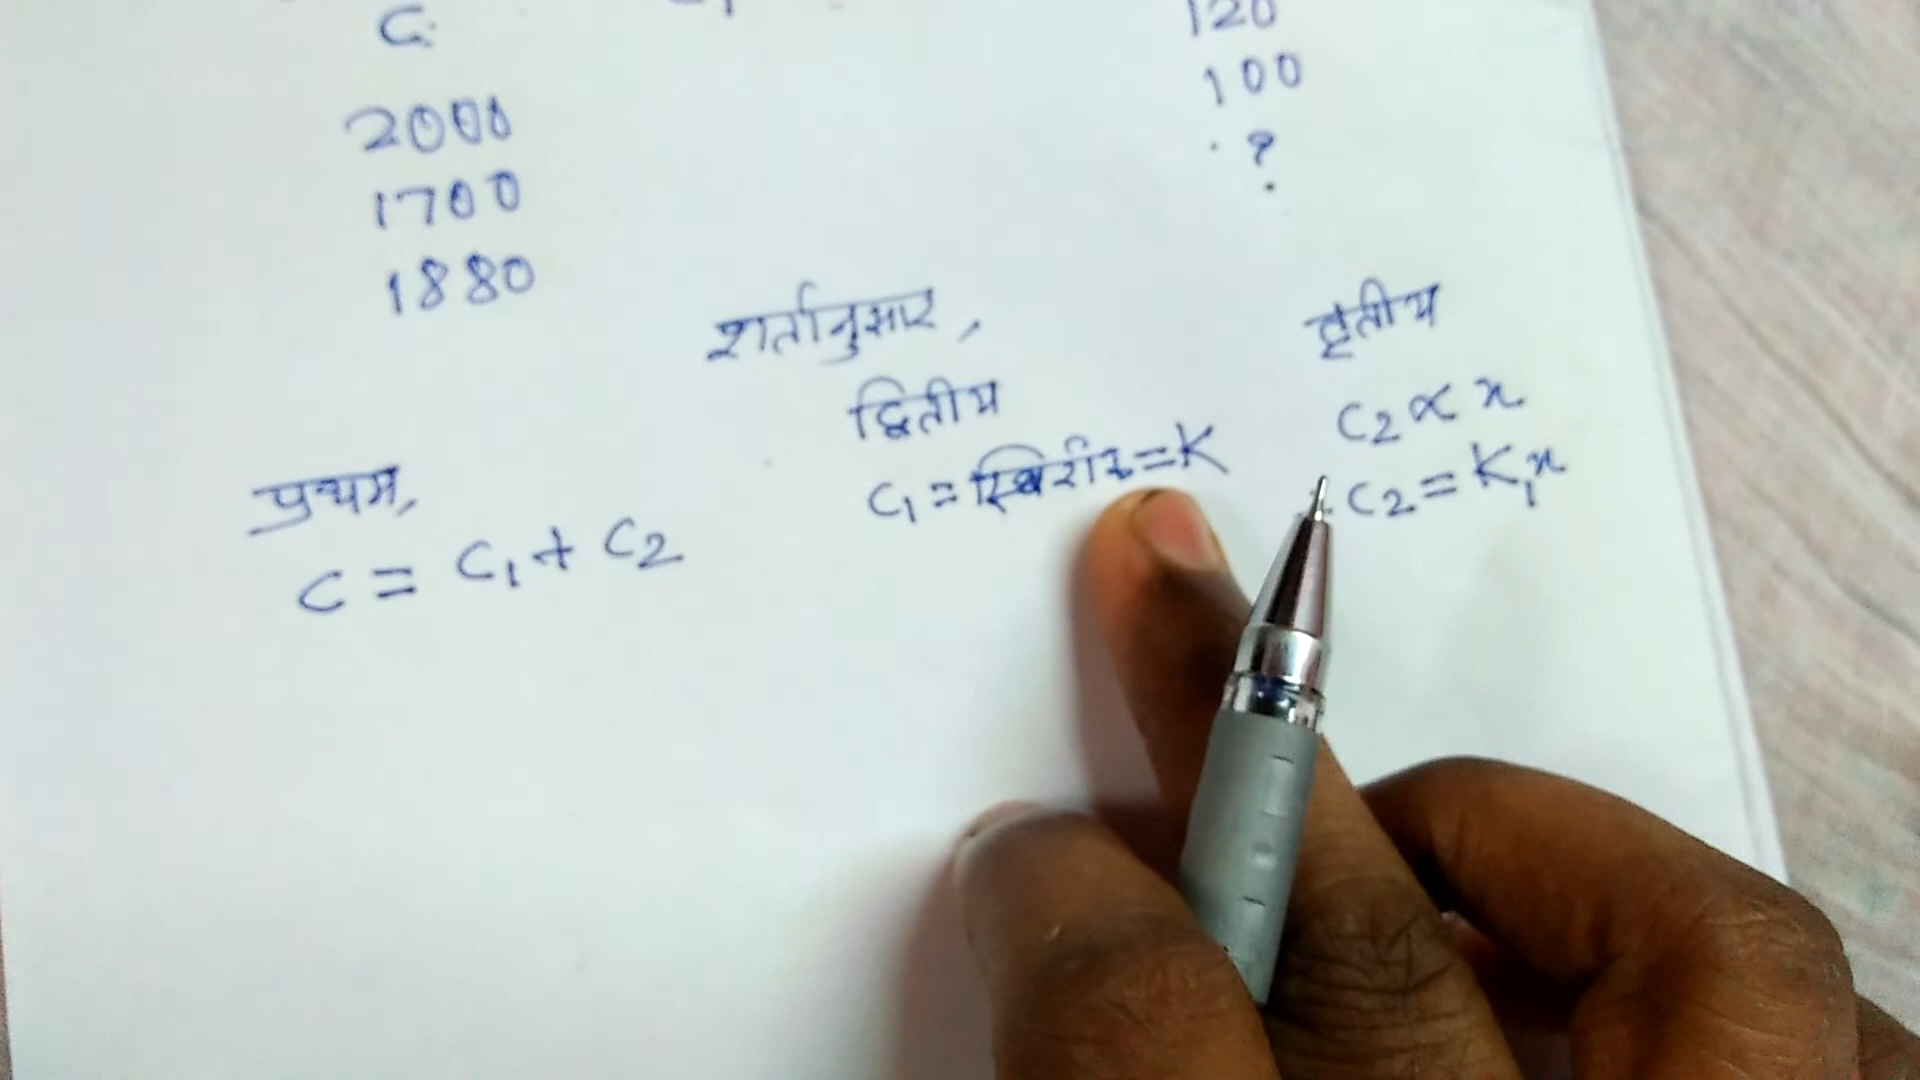 C
120
2000
100
1700
?
1880
शर्तानुसार,
प्रथम,
C = C₁ + C₂
द्वितीय
C₁ = स्थिरांक = K
तृतीय
C₂ ∝ x
C₂ = K₁x